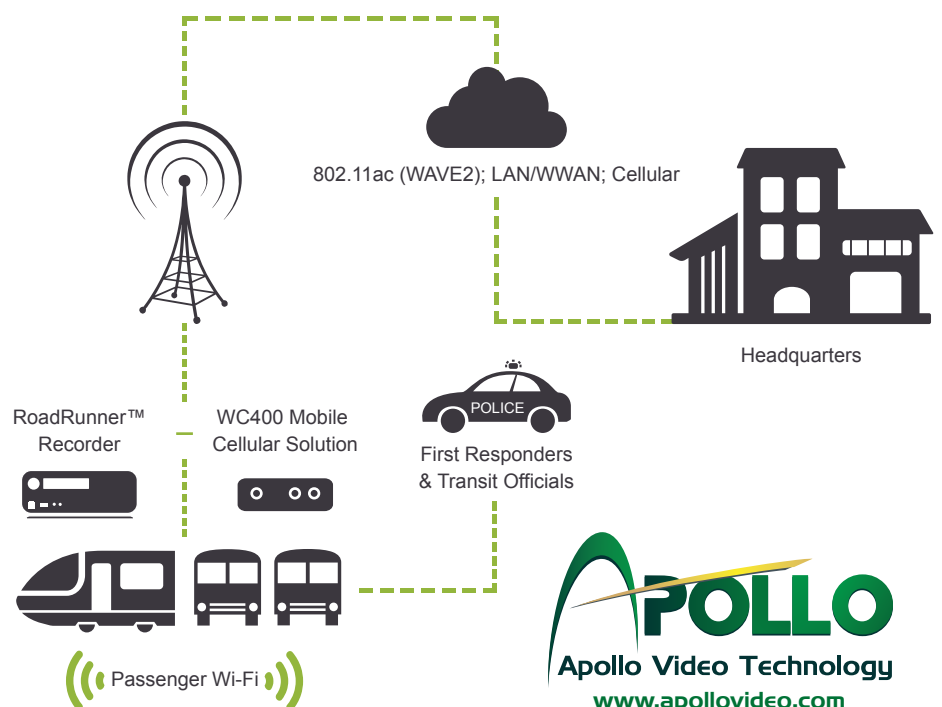 802.11ac (WAVE2); LAN/WWAN; Cellular
Headquarters
RoadRunner™
Recorder
WC400 Mobile
Cellular Solution
POLICE
First Responders
& Transit Officials
Passenger Wi-Fi
APOLLO
Apollo Video Technology
www.apollovideo.com